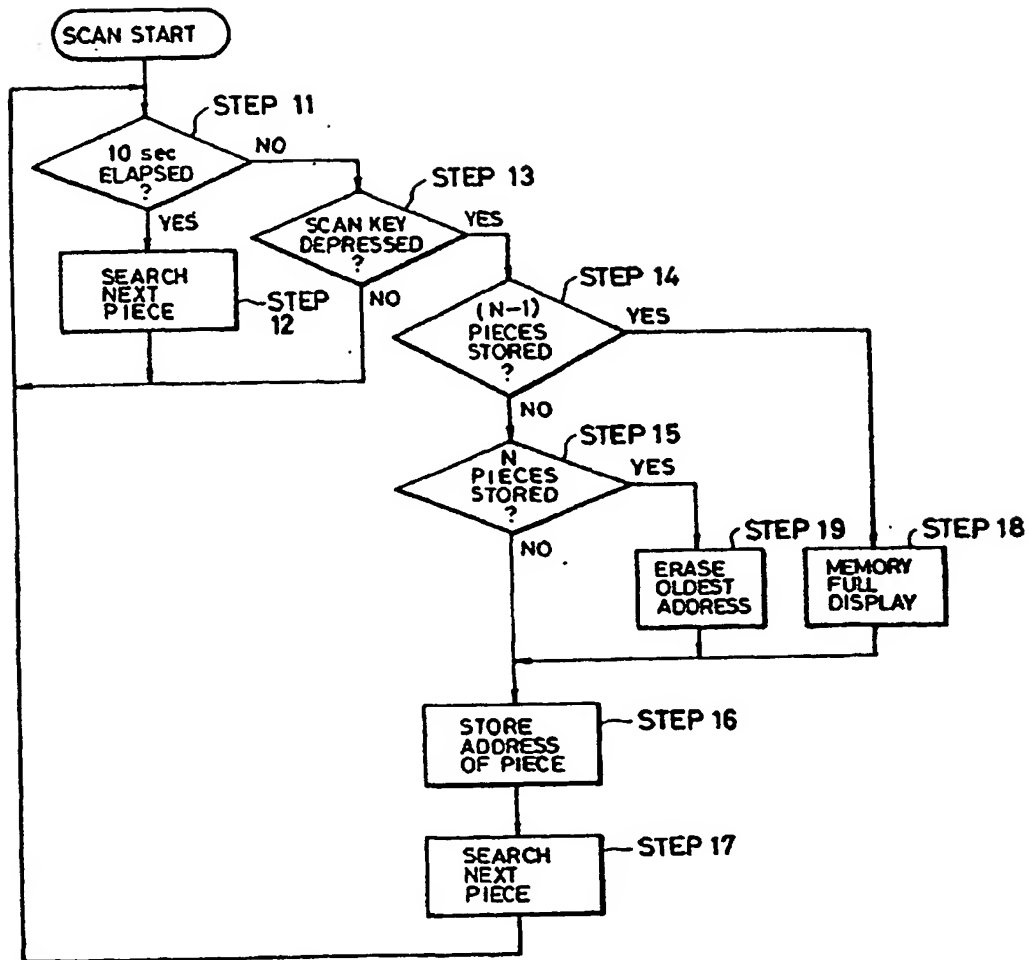 SCAN START
STEP 11
10 sec
ELAPSED
?
NO
YES
STEP 13
SCAN KEY
DEPRESSED
?
YES
NO
SEARCH
NEXT
PIECE
STEP
12
STEP 14
(N-1)
PIECES
STORED
?
YES
NO
STEP 15
N
PIECES
STORED
?
YES
NO
STEP 19
ERASE
OLDEST
ADDRESS
STEP 18
MEMORY
FULL
DISPLAY
STORE
ADDRESS
OF PIECE
STEP 16
SEARCH
NEXT
PIECE
STEP 17